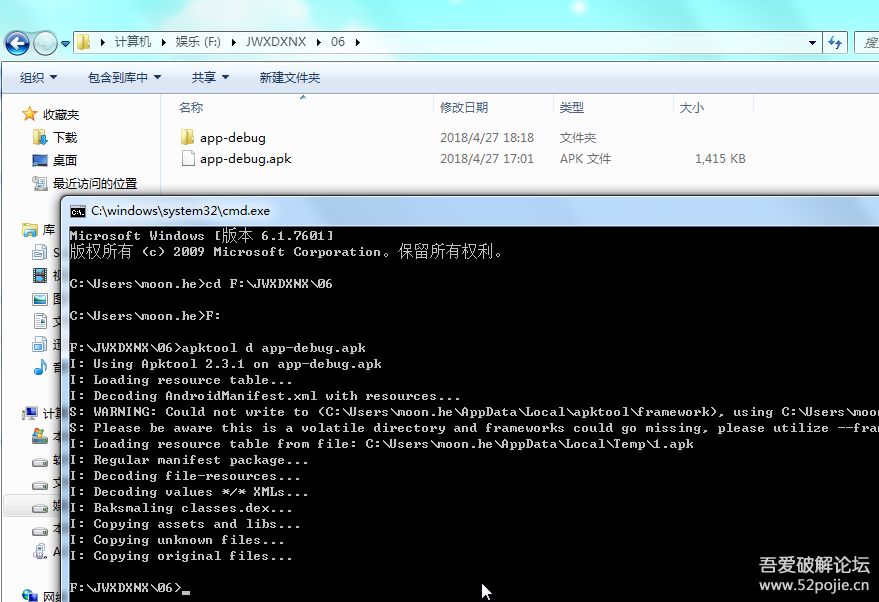 计算机 ▸ 娱乐 (F:) ▸ JWXDXNX ▸ 06 ▸
组织 包含到库中 共享 新建文件夹
收藏夹
下载
桌面
最近访问的位置
库
名称 修改日期 类型 大小
app-debug 2018/4/27 18:18 文件夹
app-debug.apk 2018/4/27 17:01 APK 文件 1,415 KB
C:\windows\system32\cmd.exe
Microsoft Windows [版本 6.1.7601]
版权所有 (c) 2009 Microsoft Corporation。保留所有权利。
C:\Users\moon.he>cd F:\JWXDXNX\06
C:\Users\moon.he>F:
F:\JWXDXNX\06>apktool d app-debug.apk
I: Using Apktool 2.3.1 on app-debug.apk
I: Loading resource table...
I: Decoding AndroidManifest.xml with resources...
S: WARNING: Could not write to (C:\Users\moon.he\AppData\Local\apktool\framework), using C:\Users\moo
S: Please be aware this is a volatile directory and frameworks could go missing, please utilize --fra
I: Loading resource table from file: C:\Users\moon.he\AppData\Local\Temp\1.apk
I: Regular manifest package...
I: Decoding file-resources...
I: Decoding values */* XMLs...
I: Baksmaling classes.dex...
I: Copying assets and libs...
I: Copying unknown files...
I: Copying original files...
F:\JWXDXNX\06>
吾爱破解论坛
www.52pojie.cn